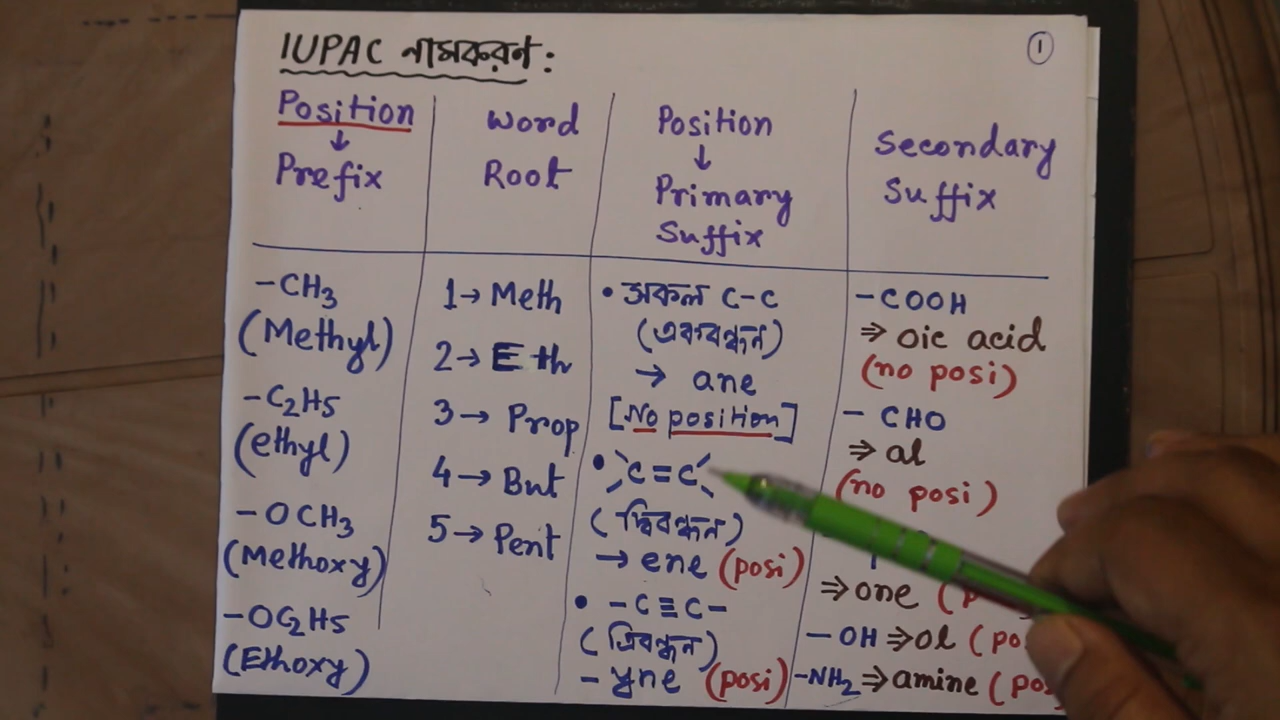 IUPAC নামকরণ:
1
Position
↓
Prefix
-CH3
(Methyl)
-C2H5
(ethyl)
-OCH3
(Methoxy)
-OC2H5
(Ethoxy)
Word
Root
1→ Meth
2→ Eth
3→ Prop
4→ But
5→ Pent
Position
↓
Primary
Suffix
• সকল C-C
(একবন্ধন)
→ ane
[No position]
• C=C
(দ্বিবন্ধন)
→ ene (posi)
• -C≡C-
(ত্রিবন্ধন)
- yne (posi)
Secondary
Suffix
-COOH
⇒ oic acid
(no posi)
- CHO
⇒ al
(no posi)
⇒ one
- OH ⇒ ol (po
-NH2 ⇒ amine (pos